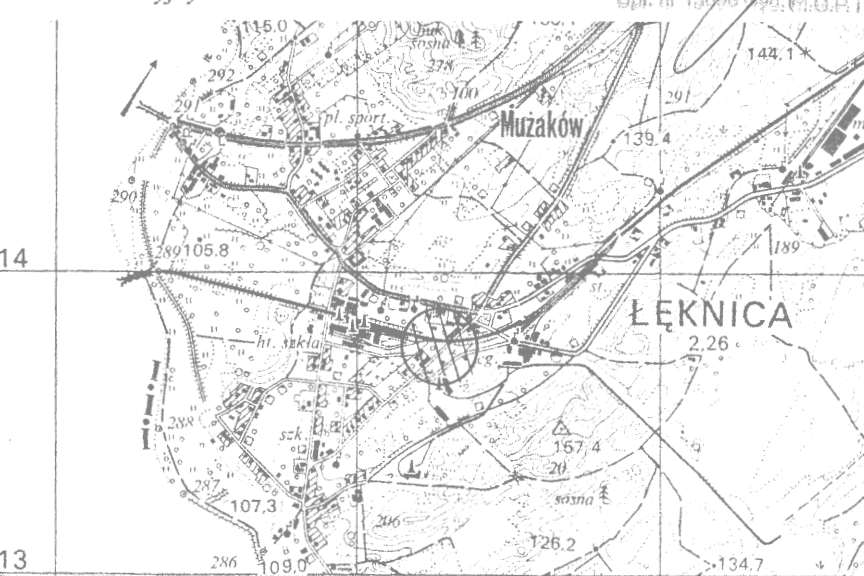 115,0
buk
sosna
278
144,1
292
100
291
291
pl. sport.
Mużaków
139,4
290
289
105.8
189
14
st.
ŁĘKNICA
2,26
ht. szkła
g.
288
szk.
157,4
20
287
sosna
107,3
206
126,2
13
286
109,0
134,7